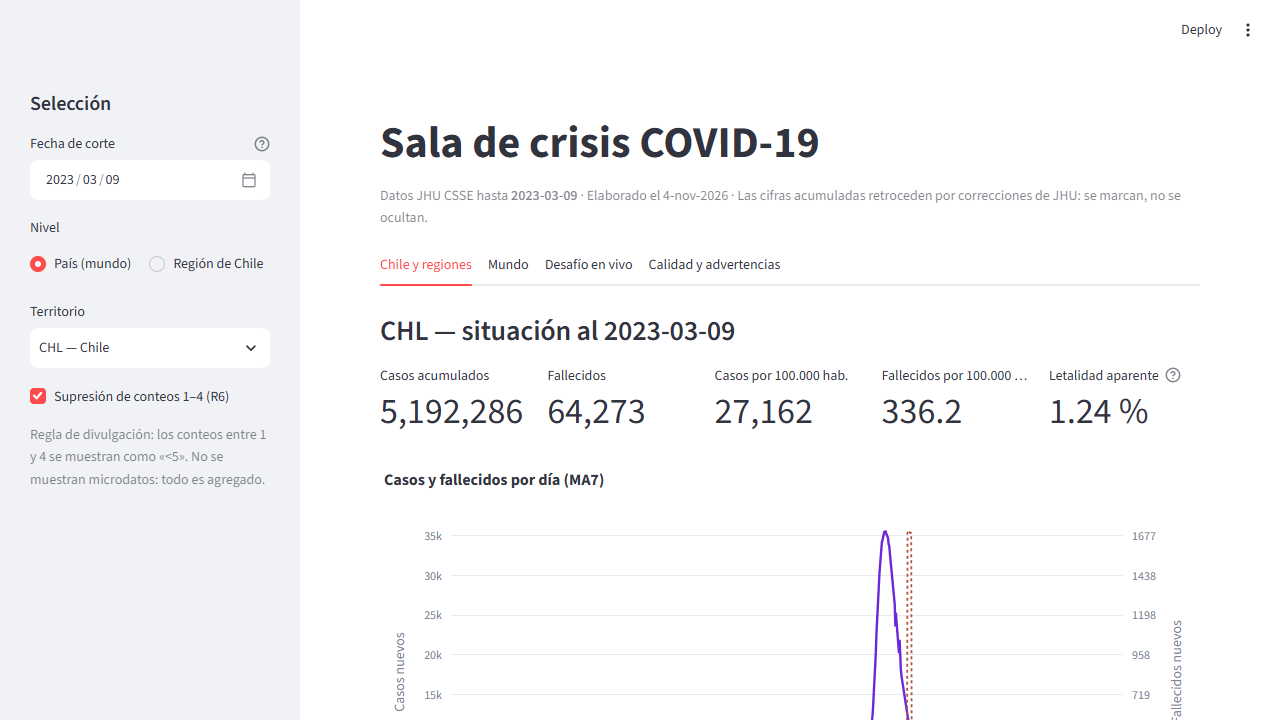 Deploy
Selección
Fecha de corte
2023/03/09
Nivel
País (mundo)
Región de Chile
Territorio
CHL — Chile
Supresión de conteos 1–4 (R6)
Regla de divulgación: los conteos entre 1
y 4 se muestran como «<5». No se
muestran microdatos: todo es agregado.
Sala de crisis COVID-19
Datos JHU CSSE hasta 2023-03-09 · Elaborado el 4-nov-2026 · Las cifras acumuladas retroceden por correcciones de JHU: se marcan, no se
ocultan.
Chile y regiones
Mundo
Desafío en vivo
Calidad y advertencias
CHL — situación al 2023-03-09
Casos acumulados
5,192,286
Fallecidos
64,273
Casos por 100.000 hab.
27,162
Fallecidos por 100.000 …
336.2
Letalidad aparente
1.24 %
Casos y fallecidos por día (MA7)
35k
30k
25k
20k
15k
Casos nuevos
1677
1438
1198
958
719
Fallecidos nuevos